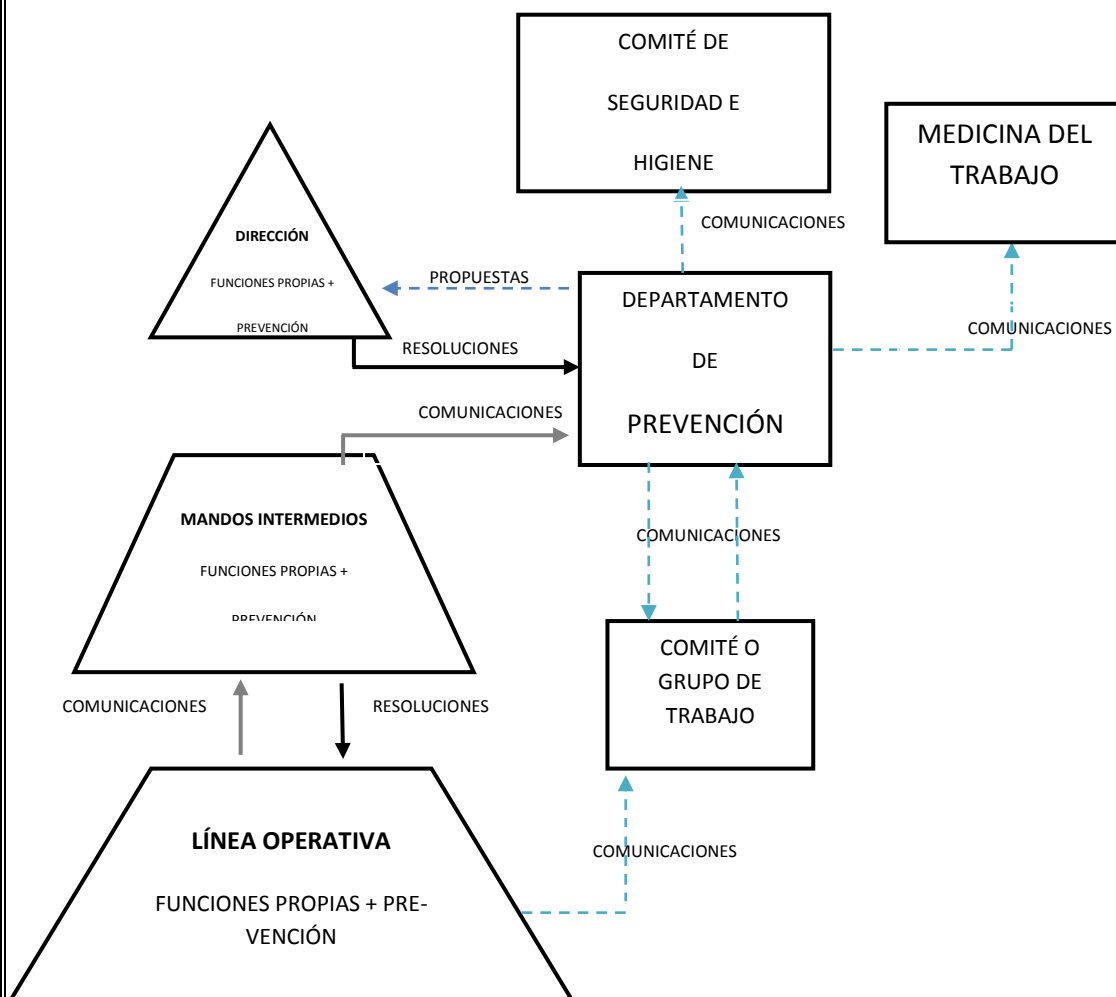 COMITÉ DE
SEGURIDAD E
HIGIENE
MEDICINA DEL
TRABAJO
COMUNICACIONES
DIRECCIÓN
FUNCIONES PROPIAS +
PREVENCIÓN
PROPUESTAS
RESOLUCIONES
DEPARTAMENTO
DE
PREVENCIÓN
COMUNICACIONES
COMUNICACIONES
MANDOS INTERMEDIOS
FUNCIONES PROPIAS +
PREVENCIÓN
COMUNICACIONES
COMITÉ O
GRUPO DE
TRABAJO
COMUNICACIONES
RESOLUCIONES
LÍNEA OPERATIVA
FUNCIONES PROPIAS + PRE-
VENCIÓN
COMUNICACIONES